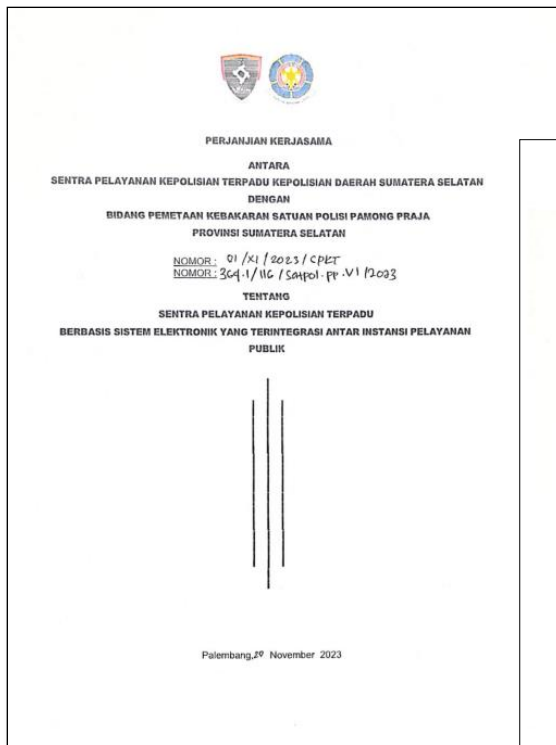 PERJANJIAN KERJASAMA
ANTARA
SENTRA PELAYANAN KEPOLISIAN TERPADU KEPOLISIAN DAERAH SUMATERA SELATAN
DENGAN
BIDANG PEMETAAN KEBAKARAN SATUAN POLISI PAMONG PRAJA
PROVINSI SUMATERA SELATAN
NOMOR : 01 /XI / 2023 / CPKT
NOMOR : 364.1 / 116 / Satpol.pp.VI /2023
TENTANG
SENTRA PELAYANAN KEPOLISIAN TERPADU
BERBASIS SISTEM ELEKTRONIK YANG TERINTEGRASI ANTAR INSTANSI PELAYANAN
PUBLIK
Palembang, 20 November 2023